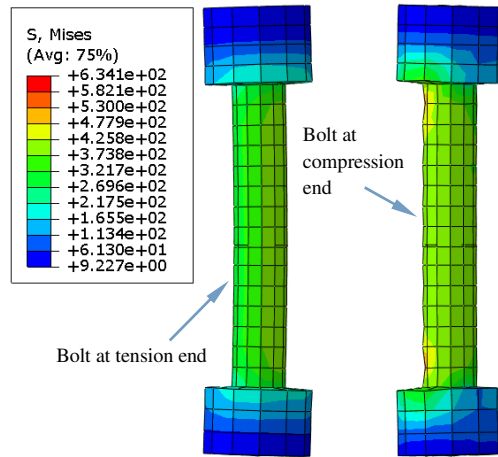 S, Mises
(Avg: 75%)
+6.341e+02
+5.821e+02
+5.300e+02
+4.779e+02
+4.258e+02
+3.738e+02
+3.217e+02
+2.696e+02
+2.175e+02
+1.655e+02
+1.134e+02
+6.130e+01
+9.227e+00
Bolt at
compression
end
Bolt at tension end